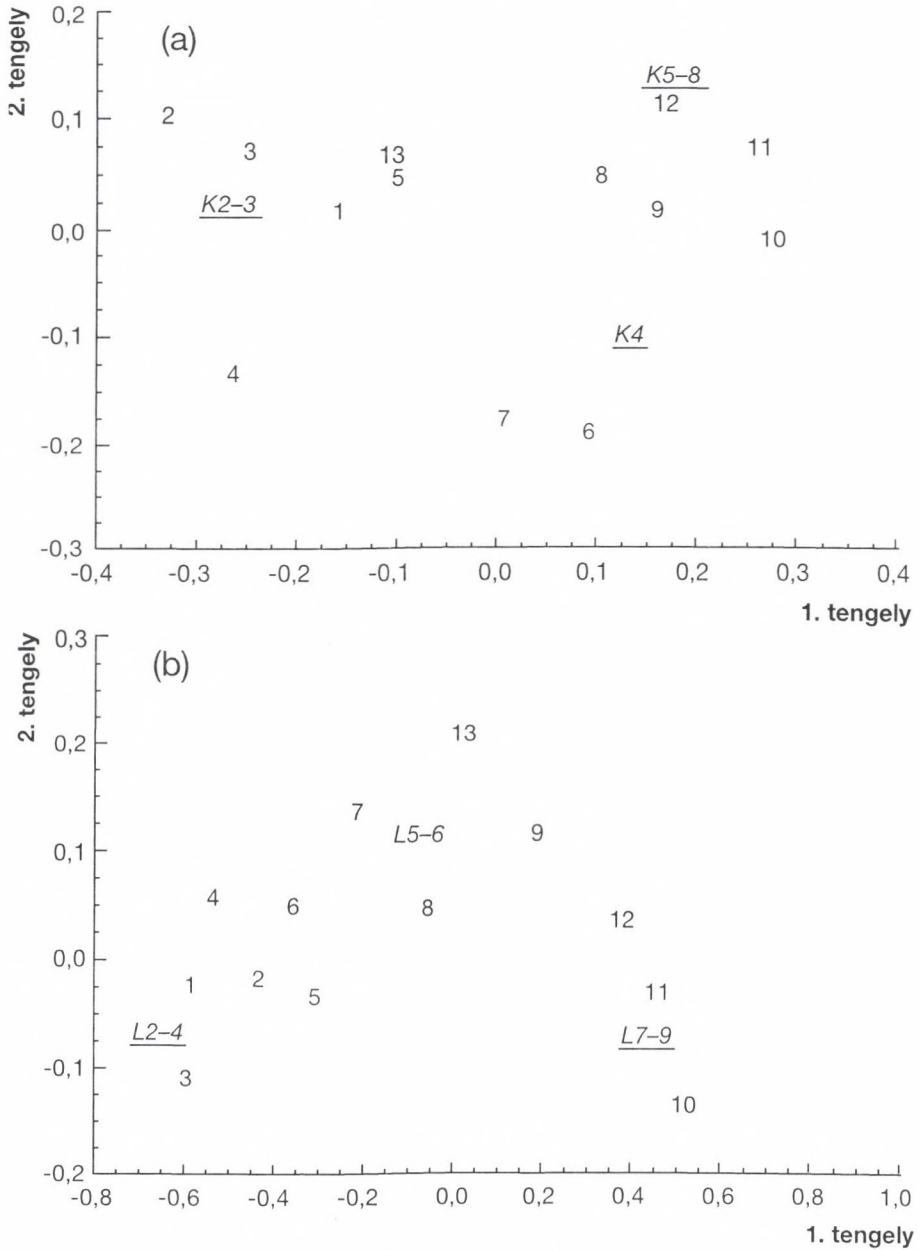 2. tengely
(a)
0,2
K5–8
12
2
0,1
3
13
11
5
8
K2–3
1
9
0,0
10
K4
-0,1
4
7
6
-0,2
-0,3
-0,4 -0,3 -0,2 -0,1 0,0 0,1 0,2 0,3 0,4
1. tengely
2. tengely
(b)
0,3
0,2
13
7
L5–6
9
0,1
4
6
8
12
0,0
1
2
5
11
L2–4
L7–9
-0,1
3
10
-0,2
-0,8 -0,6 -0,4 -0,2 0,0 0,2 0,4 0,6 0,8 1,0
1. tengely